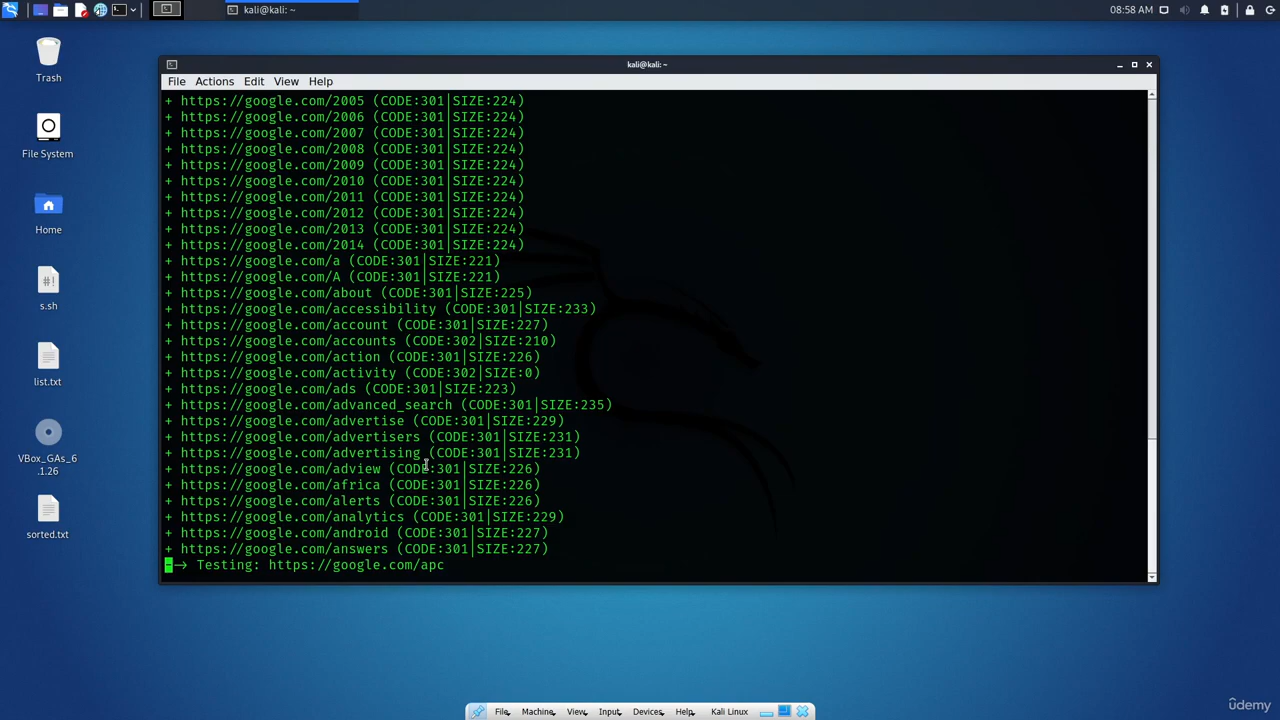 kali@kali: ~
08:58 AM
Trash
File System
Home
#!
s.sh
list.txt
VBox_GAs_6
.1.26
sorted.txt
kali@kali: ~
File Actions Edit View Help
+ https://google.com/2005 (CODE:301|SIZE:224)
+ https://google.com/2006 (CODE:301|SIZE:224)
+ https://google.com/2007 (CODE:301|SIZE:224)
+ https://google.com/2008 (CODE:301|SIZE:224)
+ https://google.com/2009 (CODE:301|SIZE:224)
+ https://google.com/2010 (CODE:301|SIZE:224)
+ https://google.com/2011 (CODE:301|SIZE:224)
+ https://google.com/2012 (CODE:301|SIZE:224)
+ https://google.com/2013 (CODE:301|SIZE:224)
+ https://google.com/2014 (CODE:301|SIZE:224)
+ https://google.com/a (CODE:301|SIZE:221)
+ https://google.com/A (CODE:301|SIZE:221)
+ https://google.com/about (CODE:301|SIZE:225)
+ https://google.com/accessibility (CODE:301|SIZE:233)
+ https://google.com/account (CODE:301|SIZE:227)
+ https://google.com/accounts (CODE:302|SIZE:210)
+ https://google.com/action (CODE:301|SIZE:226)
+ https://google.com/activity (CODE:302|SIZE:0)
+ https://google.com/ads (CODE:301|SIZE:223)
+ https://google.com/advanced_search (CODE:301|SIZE:235)
+ https://google.com/advertise (CODE:301|SIZE:229)
+ https://google.com/advertisers (CODE:301|SIZE:231)
+ https://google.com/advertising (CODE:301|SIZE:231)
+ https://google.com/adview (CODE:301|SIZE:226)
+ https://google.com/africa (CODE:301|SIZE:226)
+ https://google.com/alerts (CODE:301|SIZE:226)
+ https://google.com/analytics (CODE:301|SIZE:229)
+ https://google.com/android (CODE:301|SIZE:227)
+ https://google.com/answers (CODE:301|SIZE:227)
--> Testing: https://google.com/apc
File Machine View Input Devices Help Kali Linux
ûdemy